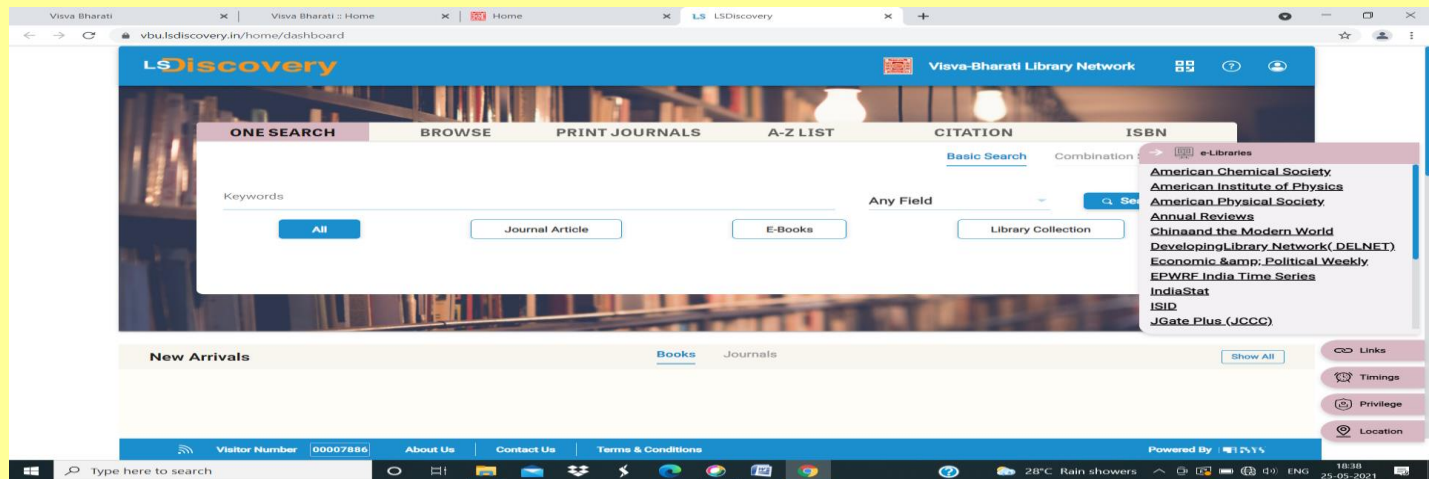 Visva Bharati
Visva Bharati :: Home
Home
LS LSDiscovery
vbu.lsdiscovery.in/home/dashboard
LSDiscovery
Visva-Bharati Library Network
ONE SEARCH BROWSE PRINT JOURNALS A-Z LIST CITATION ISBN
Basic Search Combination
e-Libraries
American Chemical Society
American Institute of Physics
American Physical Society
Annual Reviews
Chinaand the Modern World
DevelopingLibrary Network( DELNET)
Economic &amp; Political Weekly
EPWRF India Time Series
IndiaStat
ISID
JGate Plus (JCCC)
Keywords
Any Field
All Journal Article E-Books Library Collection
New Arrivals Books Journals Show All
Links
Timings
Privilege
Location
Visitor Number 00007886 About Us Contact Us Terms & Conditions Powered By
Type here to search
28°C Rain showers ENG
18:38
25-05-2021